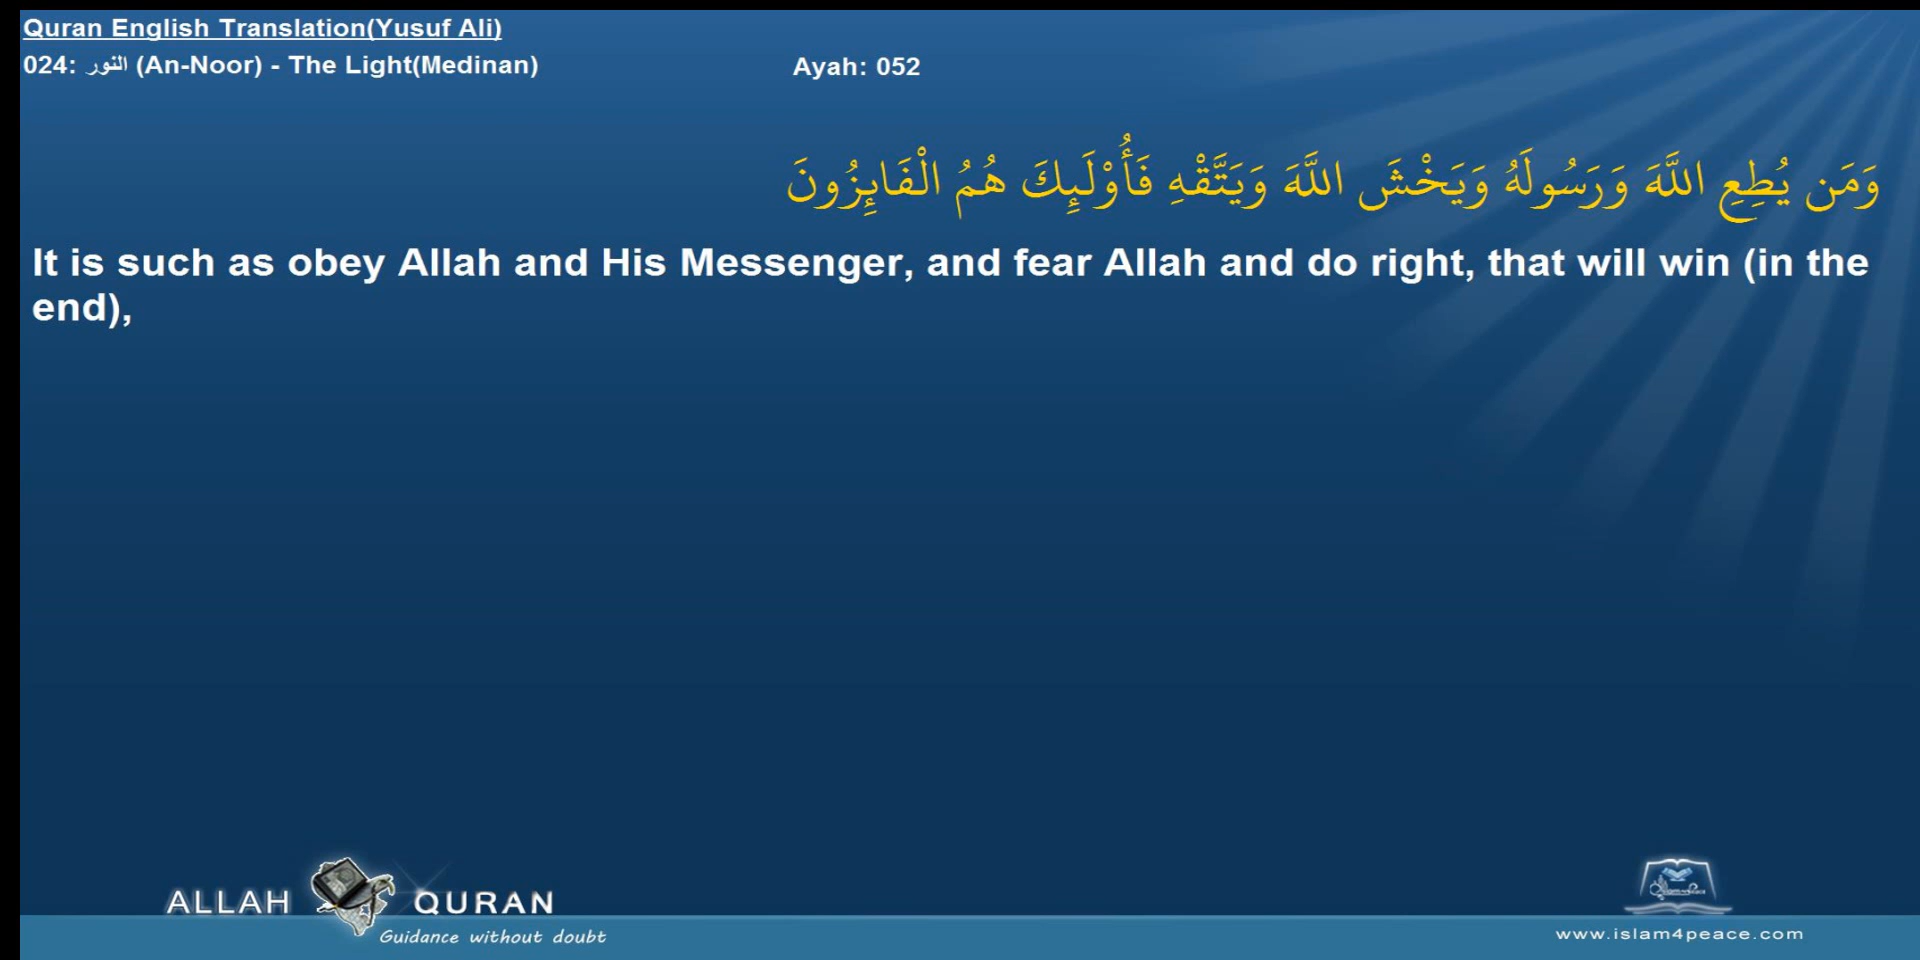 Quran English Translation(Yusuf Ali)
024: النور (An-Noor) - The Light(Medinan)
Ayah: 052
وَمَن يُطِعِ اللَّهَ وَرَسُولَهُ وَيَخْشَ اللَّهَ وَيَتَّقْهِ فَأُوْلَئِكَ هُمُ الْفَائِزُونَ
It is such as obey Allah and His Messenger, and fear Allah and do right, that will win (in the
end),
ALLAH QURAN
Guidance without doubt
www.islam4peace.com